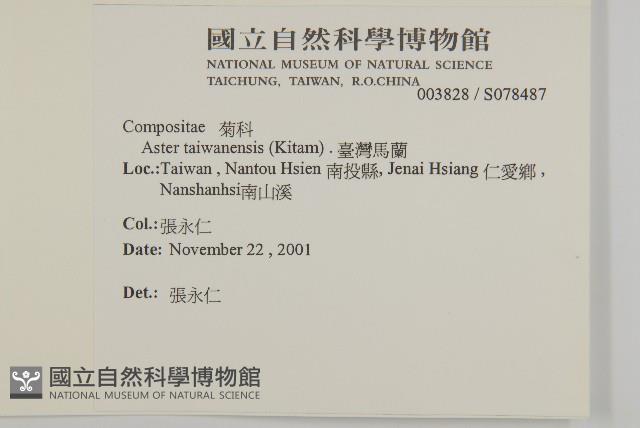 國立自然科學博物館
NATIONAL MUSEUM OF NATURAL SCIENCE
TAICHUNG, TAIWAN, R.O.CHINA
003828 / S078487
Compositae 菊科
Aster taiwanensis (Kitam) . 臺灣馬蘭
Loc.:Taiwan , Nantou Hsien 南投縣, Jenai Hsiang 仁愛鄉 ,
Nanshanhsi南山溪
Col.:張永仁
Date: November 22 , 2001
Det.: 張永仁
國立自然科學博物館
NATIONAL MUSEUM OF NATURAL SCIENCE